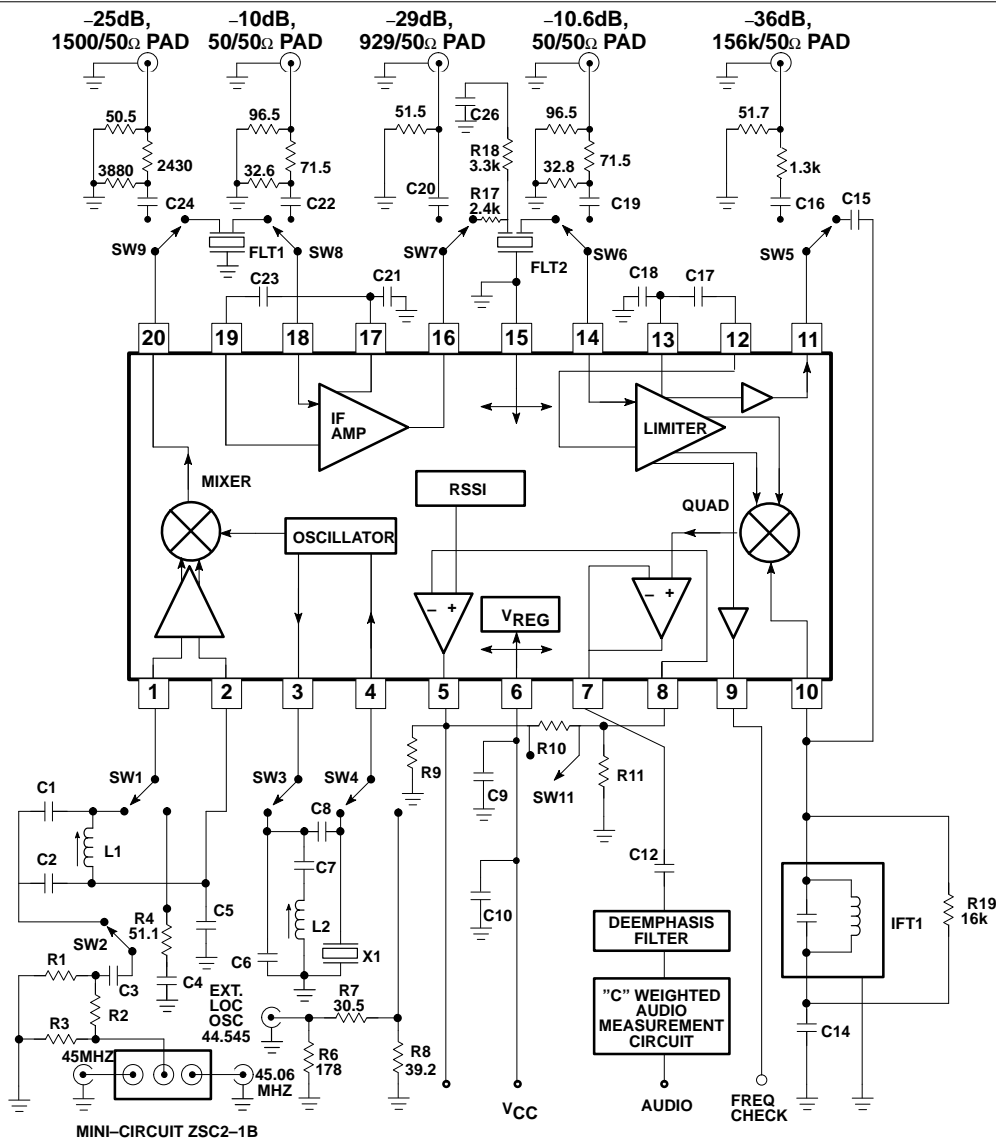 –25dB,
1500/50Ω PAD
–10dB,
50/50Ω PAD
–29dB
929/50Ω PAD
–10.6dB,
50/50Ω PAD
–36dB,
156k/50Ω PAD
50.5
2430
3880
C24
96.5
71.5
32.6
C22
51.5
C20
C26
R18
3.3k
R17
2.4k
96.5
71.5
32.8
C19
51.7
1.3k
C16
C15
SW9
FLT1
SW8
SW7
FLT2
SW6
SW5
C23
C21
C18
C17
20
19
18
17
16
15
14
13
12
11
IF
AMP
LIMITER
MIXER
RSSI
QUAD
OSCILLATOR
– +
VREG
– +
1
2
3
4
5
6
7
8
9
10
SW1
SW3
SW4
R9
R10
SW11
R11
C1
C2
L1
C8
C7
C9
C12
C5
R4
51.1
L2
C10
SW2
C6
X1
C4
C3
R1
R2
R3
EXT.
LOC
OSC
44.545
R7
30.5
R6
178
R8
39.2
DEEMPHASIS
FILTER
"C" WEIGHTED
AUDIO
MEASUREMENT
CIRCUIT
IFT1
R19
16k
C14
45MHZ
45.06
MHZ
VCC
AUDIO
FREQ
CHECK
MINI–CIRCUIT ZSC2–1B